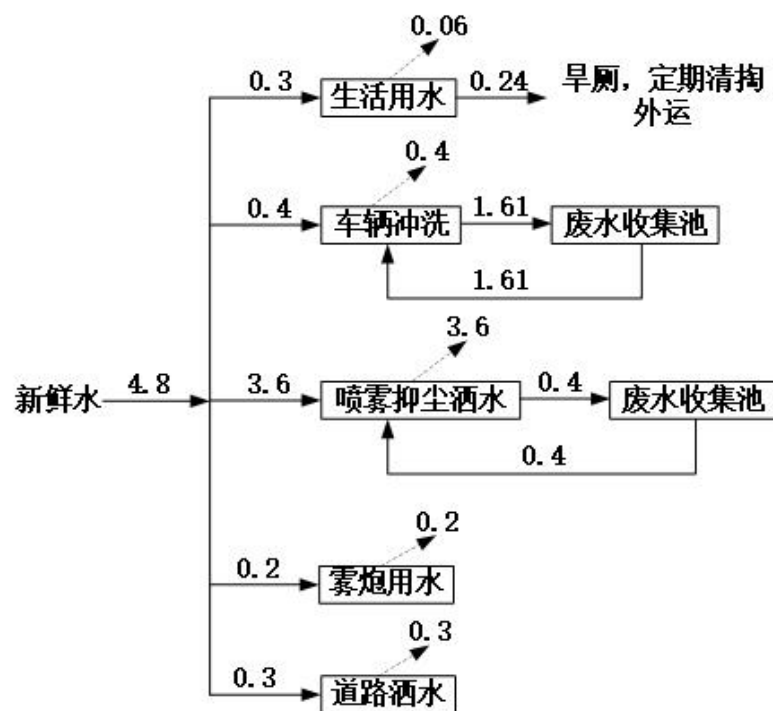 0.06
0.3
生活用水
0.24
旱厕，定期清掏
外运
0.4
0.4
车辆冲洗
1.61
废水收集池
1.61
3.6
新鲜水
4.8
3.6
喷雾抑尘洒水
0.4
废水收集池
0.4
0.2
0.2
雾炮用水
0.3
0.3
道路洒水